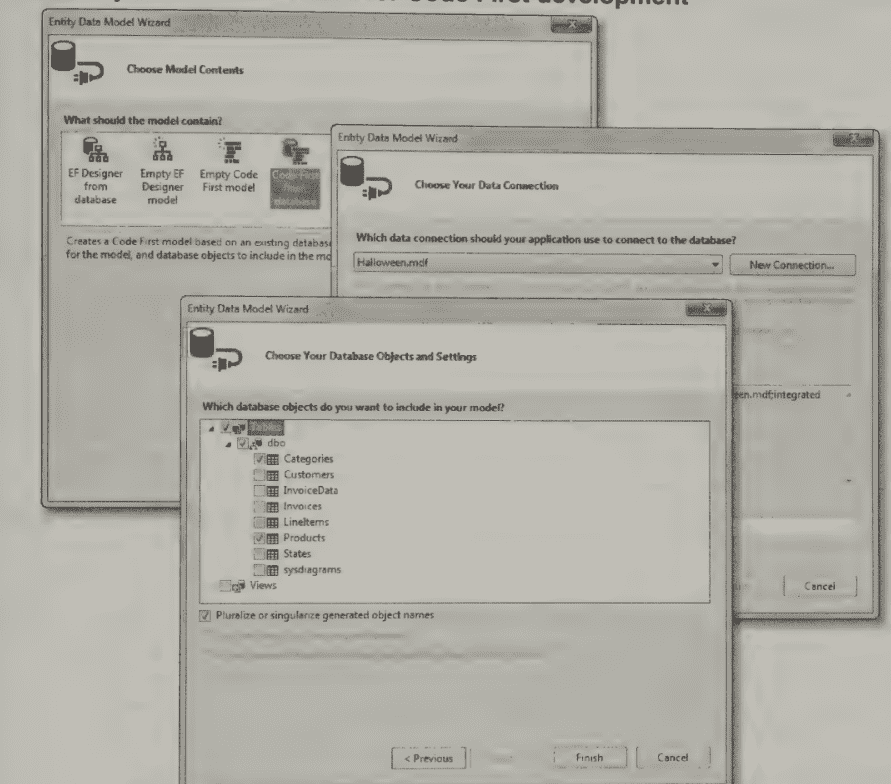 Code First development
Entity Data Model Wizard
Choose Model Contents
What should the model contain?
EF Designer
from
database
Empty EF
Designer
model
Empty Code
First model
Code First
from
database
Creates a Code First model based on an existing database
for the model, and database objects to include in the mo
Entity Data Model Wizard
Choose Your Data Connection
Which data connection should your application use to connect to the database?
Halloween.mdf
New Connection...
een.mdf;integrated
Cancel
Entity Data Model Wizard
Choose Your Database Objects and Settings
Which database objects do you want to include in your model?
Tables
dbo
Categories
Customers
InvoiceData
Invoices
LineItems
Products
States
sysdiagrams
Views
Pluralize or singularize generated object names
< Previous
Finish
Cancel